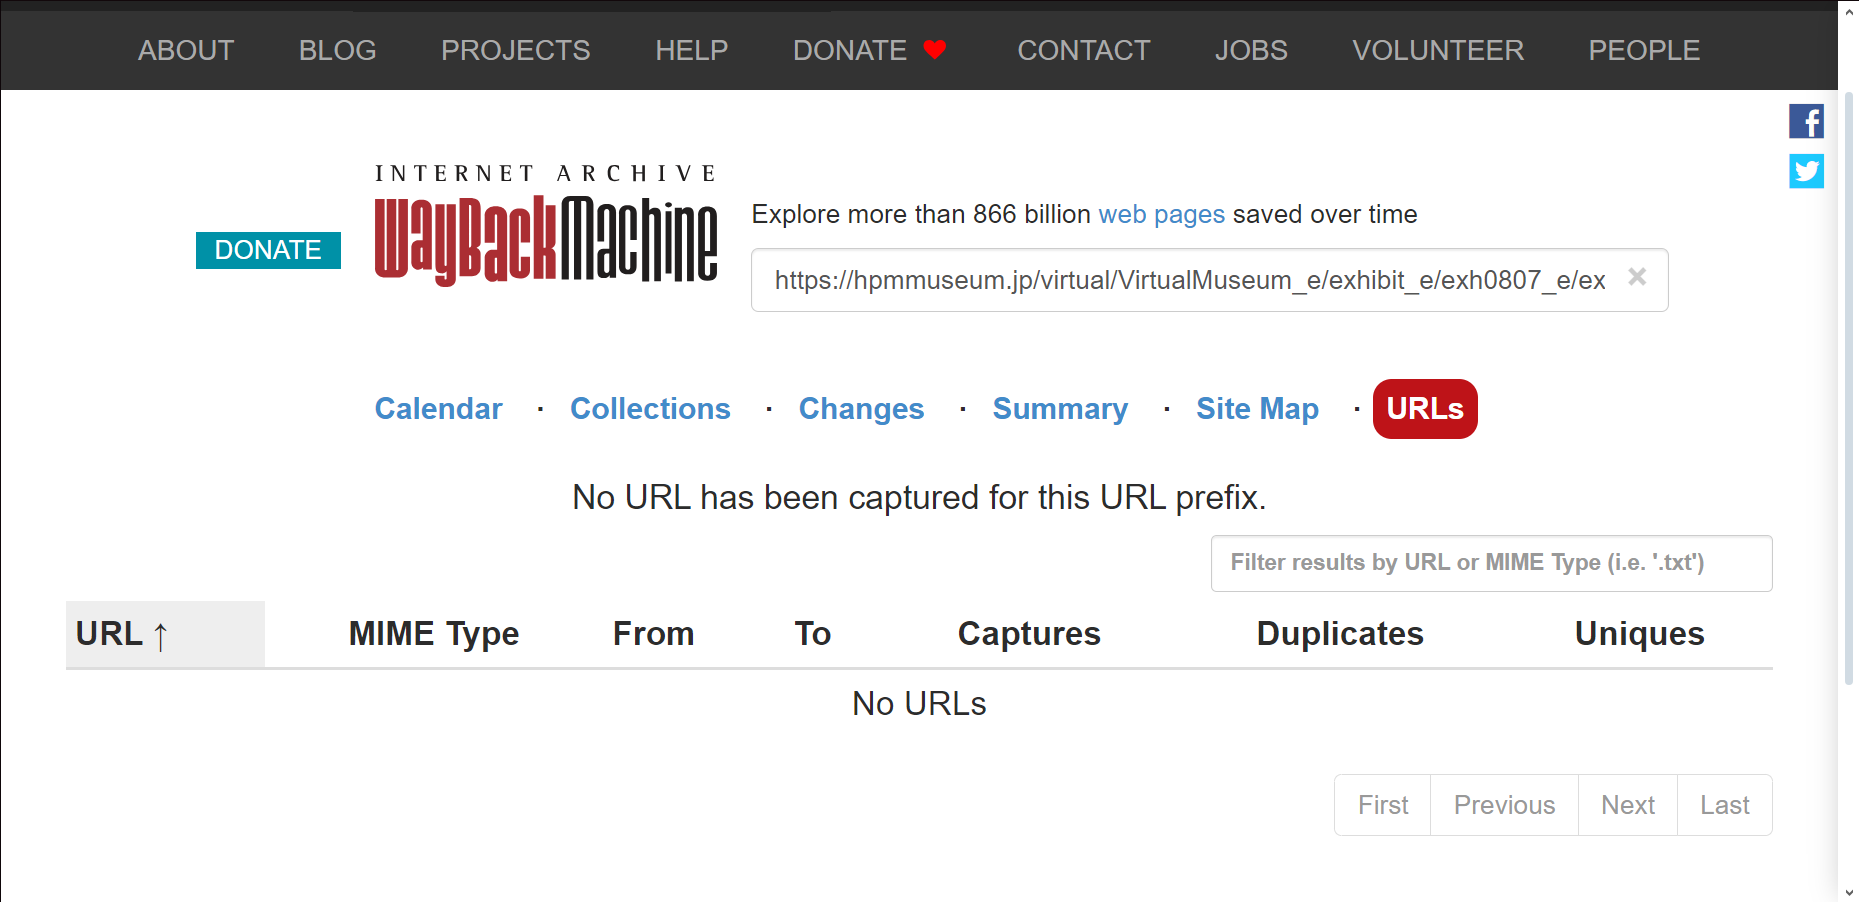 ABOUT BLOG PROJECTS HELP DONATE CONTACT JOBS VOLUNTEER PEOPLE
INTERNET ARCHIVE
WayBackMachine
DONATE
Explore more than 866 billion web pages saved over time
https://hpmmuseum.jp/virtual/VirtualMuseum_e/exhibit_e/exh0807_e/ex ×
Calendar · Collections · Changes · Summary · Site Map · URLs
No URL has been captured for this URL prefix.
Filter results by URL or MIME Type (i.e. '.txt')
URL ↑ MIME Type From To Captures Duplicates Uniques
No URLs
First Previous Next Last